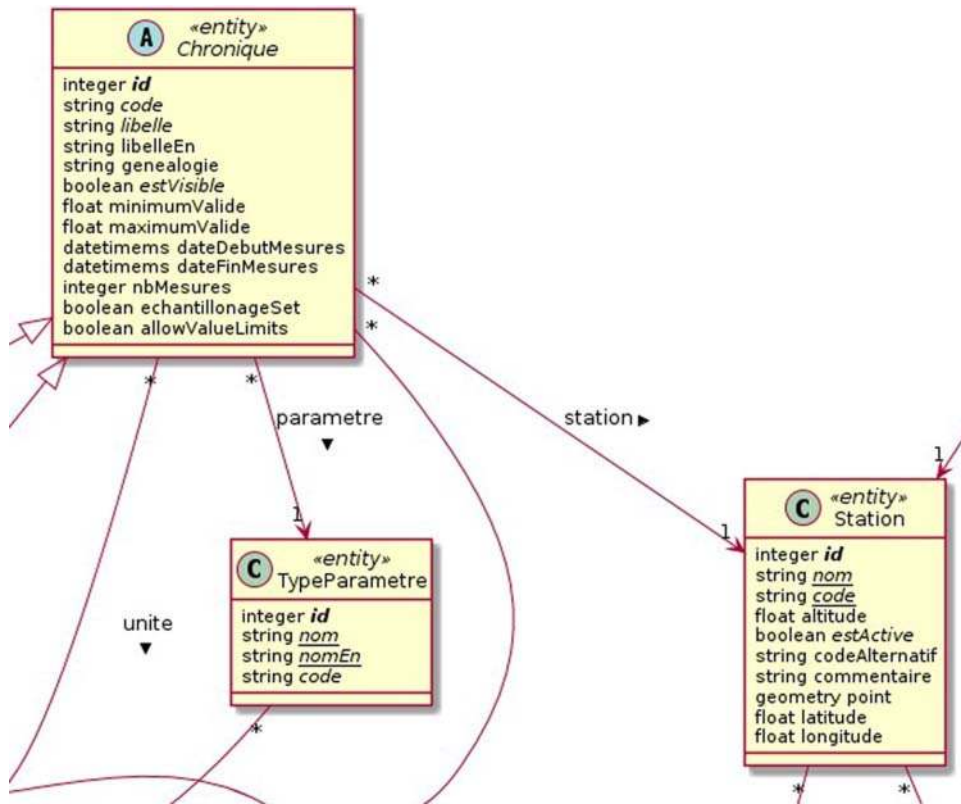 A «entity»
Chronique
integer id
string code
string libelle
string libelleEn
string genealogie
boolean estVisible
float minimumValide
float maximumValide
datetimems dateDebutMesures
datetimems dateFinMesures
integer nbMesures
boolean echantillonageSet
boolean allowValueLimits
*
*
*
*
parametre
▼
station ▶
1
1
1
C «entity»
TypeParametre
integer id
string nom
string nomEn
string code
*
unite
▼
C «entity»
Station
integer id
string nom
string code
float altitude
boolean estActive
string codeAlternatif
string commentaire
geometry point
float latitude
float longitude
*
*